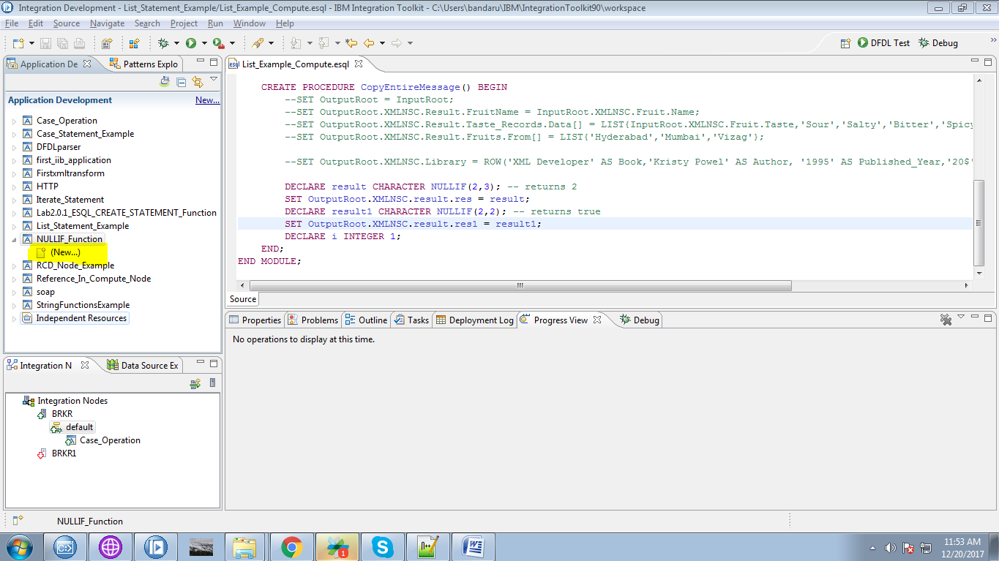 Integration Development - List_Statement_Example/List_Example_Compute.esql - IBM Integration Toolkit - C:\Users\bandaru\IBM\IntegrationToolkit90\workspace
File Edit Source Navigate Search Project Run Window Help
DFDL Test Debug
Application De Patterns Explo
Application Development New...
Case_Operation
Case_Statement_Example
DFDLparser
first_iib_application
Firstxmltransform
HTTP
Iterate_Statement
Lab2.0.1_ESQL_CREATE_STATEMENT_Function
List_Statement_Example
NULLIF_Function
(New...)
RCD_Node_Example
Reference_In_Compute_Node
soap
StringFunctionsExample
Independent Resources
List_Example_Compute.esql
CREATE PROCEDURE CopyEntireMessage() BEGIN
--SET OutputRoot = InputRoot;
--SET OutputRoot.XMLNSC.Result.FruitName = InputRoot.XMLNSC.Fruit.Name;
--SET OutputRoot.XMLNSC.Result.Taste_Records.Data[] = LIST{InputRoot.XMLNSC.Fruit.Taste,'Sour','Salty','Bitter','Spicy
--SET OutputRoot.XMLNSC.Result.Fruits.From[] = LIST{'Hyderabad','Mumbai','Vizag'};
--SET OutputRoot.XMLNSC.Library = ROW('XML Developer' AS Book,'Kristy Powel' AS Author, '1995' AS Published_Year,'20$'
DECLARE result CHARACTER NULLIF(2,3); -- returns 2
SET OutputRoot.XMLNSC.result.res = result;
DECLARE result1 CHARACTER NULLIF(2,2); -- returns true
SET OutputRoot.XMLNSC.result.res1 = result1;
DECLARE i INTEGER 1;
END;
END MODULE;
Source
Properties Problems Outline Tasks Deployment Log Progress View Debug
No operations to display at this time.
Integration N Data Source Ex
Integration Nodes
BRKR
default
Case_Operation
BRKR1
NULLIF_Function
11:53 AM
12/20/2017